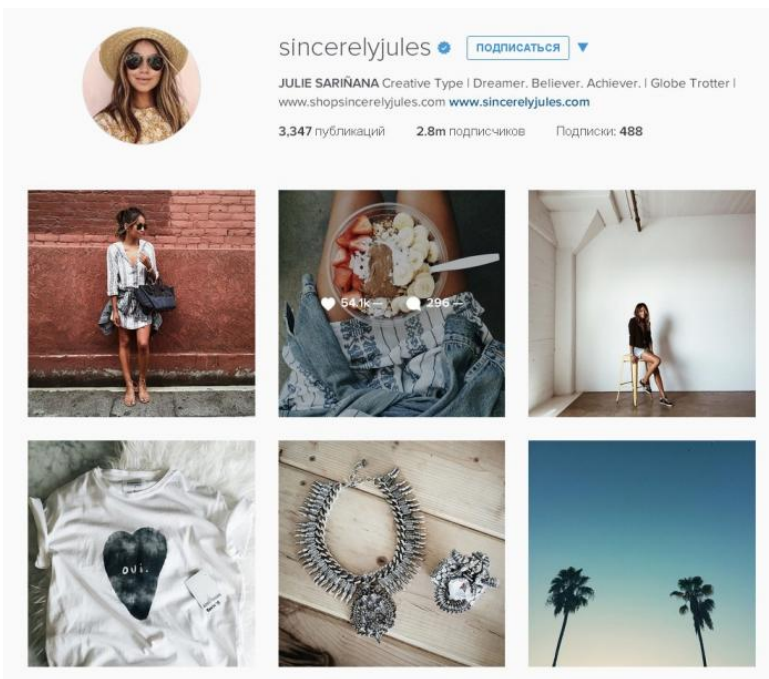 sincerelyjules ПОДПИСАТЬСЯ
JULIE SARIÑANA Creative Type | Dreamer. Believer. Achiever. | Globe Trotter |
www.shopsincerelyjules.com www.sincerelyjules.com
3,347 публикаций 2.8m подписчиков Подписки: 488
54.1k — 296 —
oui.